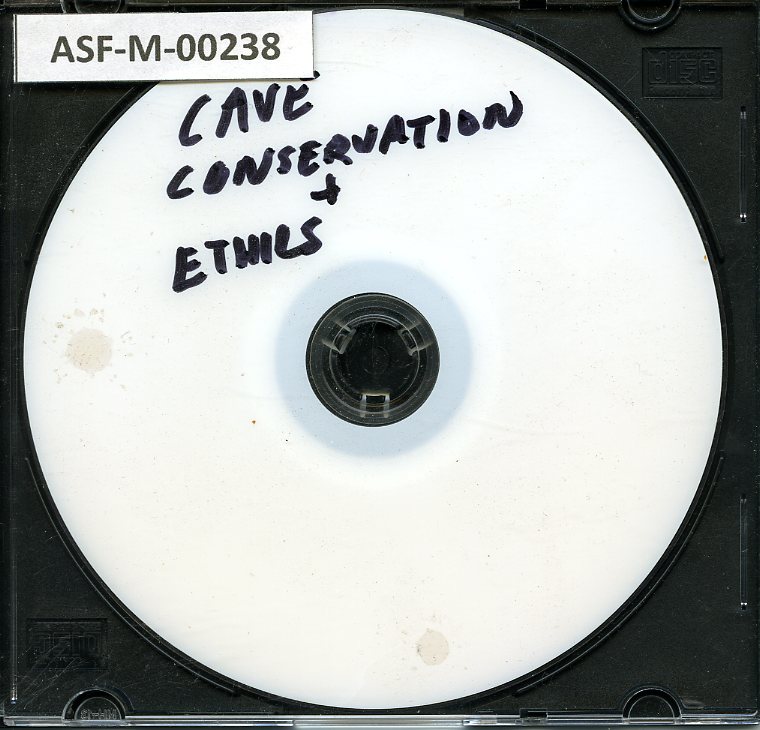 ASF-M-00238
CAVE
CONSERVATION
+
ETHICS